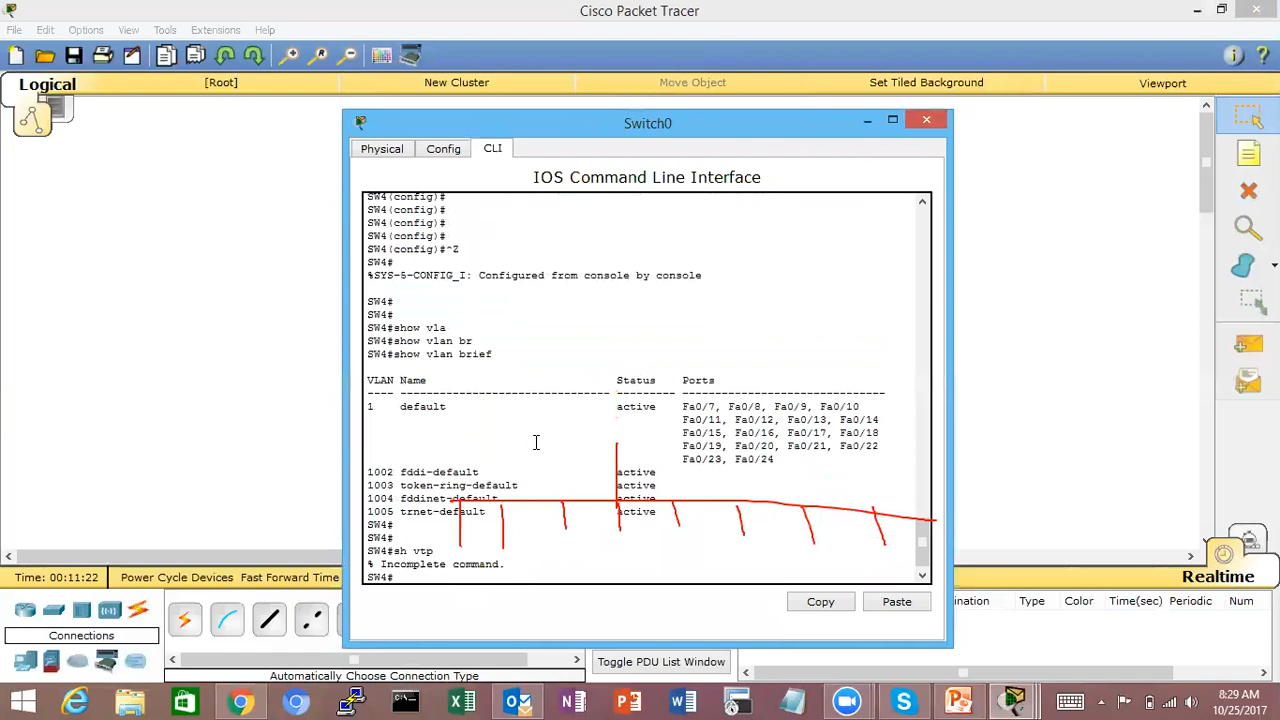 Cisco Packet Tracer
File Edit Options View Tools Extensions Help
Logical [Root] New Cluster Move Object Set Tiled Background Viewport
Switch0
Physical Config CLI
IOS Command Line Interface
SW4(config)#
SW4(config)#
SW4(config)#
SW4(config)#
SW4(config)#^Z
SW4#
%SYS-5-CONFIG_I: Configured from console by console
SW4#
SW4#
SW4#show vla
SW4#show vlan br
SW4#show vlan brief
VLAN Name Status Ports
---- -------------------------------- --------- -------------------------------
1 default active Fa0/7, Fa0/8, Fa0/9, Fa0/10
Fa0/11, Fa0/12, Fa0/13, Fa0/14
Fa0/15, Fa0/16, Fa0/17, Fa0/18
Fa0/19, Fa0/20, Fa0/21, Fa0/22
Fa0/23, Fa0/24
1002 fddi-default active
1003 token-ring-default active
1004 fddinet-default active
1005 trnet-default active
SW4#
SW4#
SW4#sh vtp
% Incomplete command.
SW4#
Copy Paste
Time: 00:11:22 Power Cycle Devices Fast Forward Time Realtime
Connections
ination Type Color Time(sec) Periodic Num
Automatically Choose Connection Type
Toggle PDU List Window
8:29 AM
10/25/2017